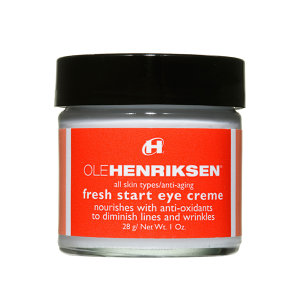 OLEHENRIKSEN
all skin types/anti-aging
fresh start eye creme
nourishes with anti-oxidants
to diminish lines and wrinkles
28 g/ Net Wt. 1 Oz.